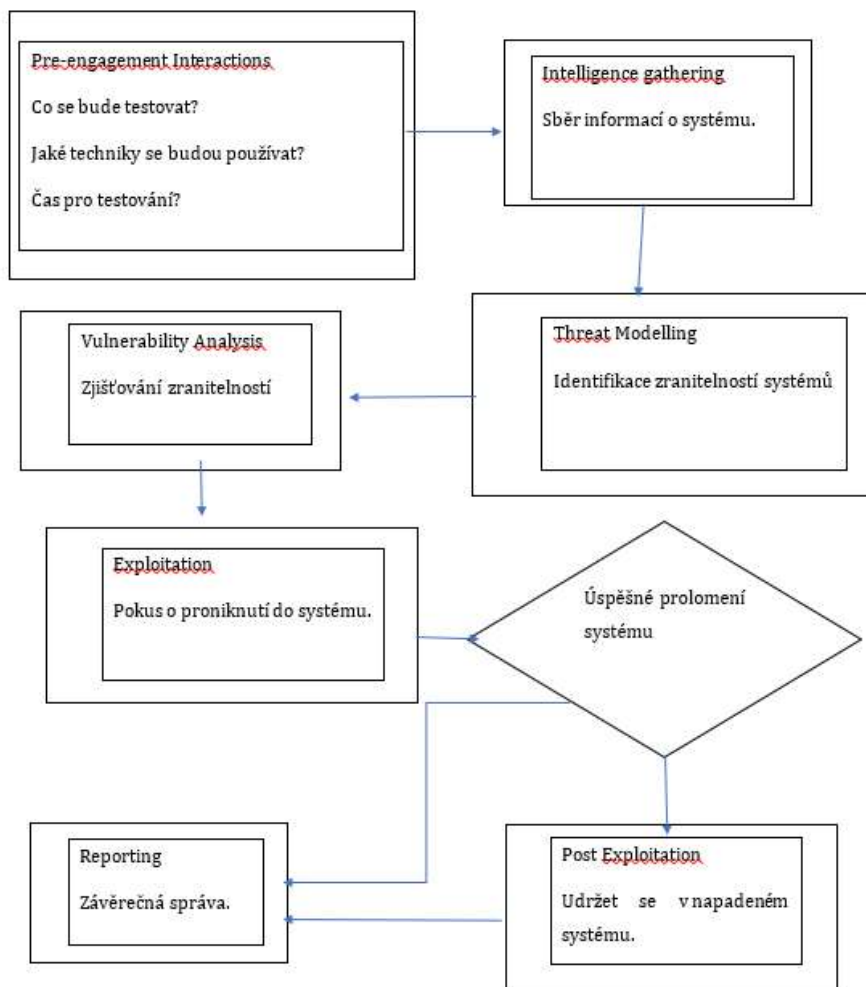 Pre-engagement Interactions
Co se bude testovat?
Jaké techniky se budou používat?
Čas pro testování?
Intelligence gathering
Sběr informací o systému.
Threat Modelling
Identifikace zranitelností systémů
Vulnerability Analysis
Zjišťování zranitelností
Exploitation
Pokus o proniknutí do systému.
Úspěšné prolomení
systému
Post Exploitation
Udržet se v napadeném
systému.
Reporting
Závěrečná správa.